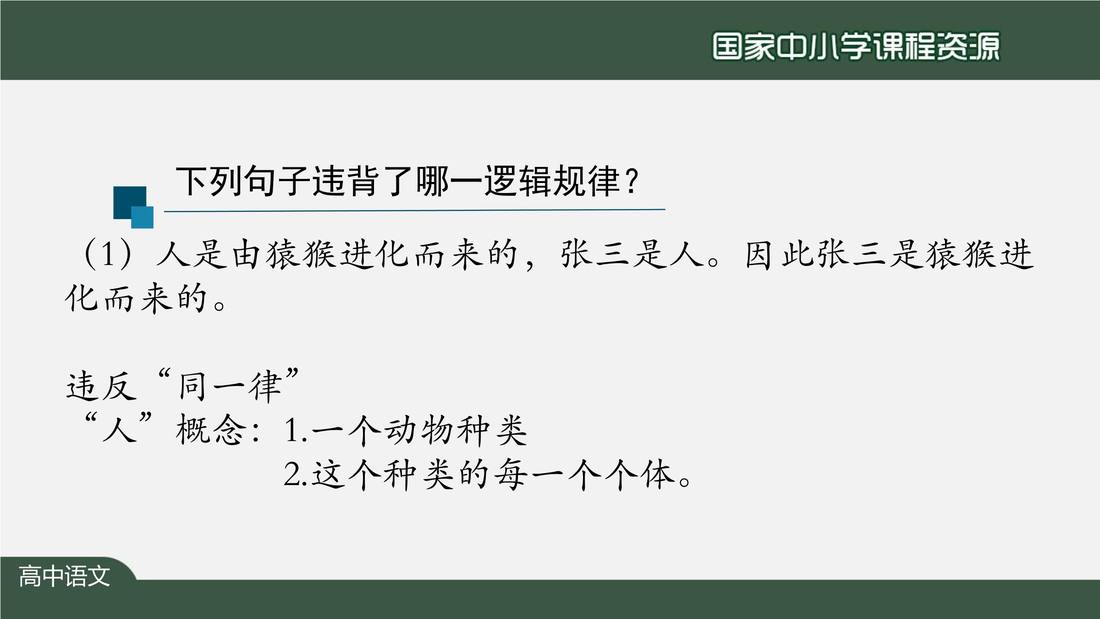 国家中小学课程资源
下列句子违背了哪一逻辑规律？
（1）人是由猿猴进化而来的，张三是人。因此张三是猿猴进
化而来的。
违反“同一律”
“人”概念：1.一个动物种类
2.这个种类的每一个个体。
高中语文